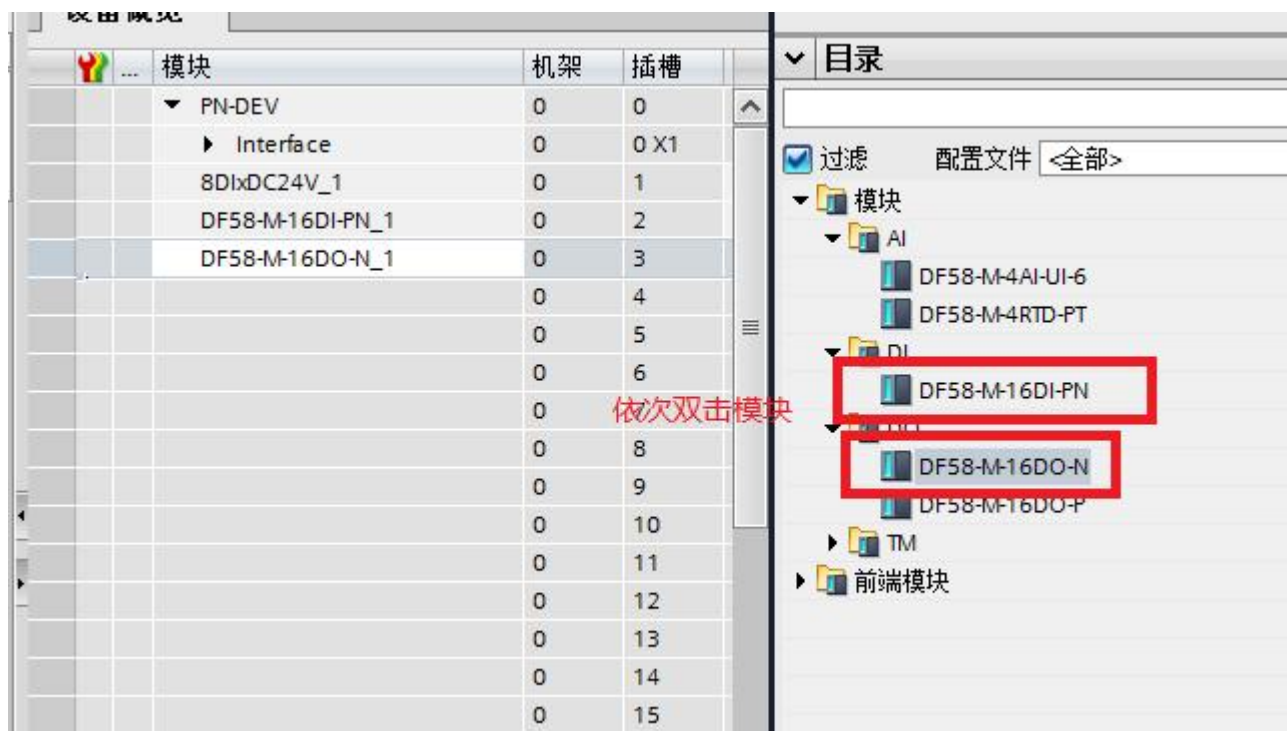 设备概览
... 模块 机架 插槽
PN-DEV 0 0
Interface 0 0 X1
8DIxDC24V_1 0 1
DF58-M-16DI-PN_1 0 2
DF58-M-16DO-N_1 0 3
0 4
0 5
0 6
0 7
0 8
0 9
0 10
0 11
0 12
0 13
0 14
0 15
依次双击模块
目录
过滤 配置文件 <全部>
模块
AI
DF58-M-4AI-UI-6
DF58-M-4RTD-PT
DI
DF58-M-16DI-PN
DO
DF58-M-16DO-N
DF58-M-16DO-P
TM
前端模块